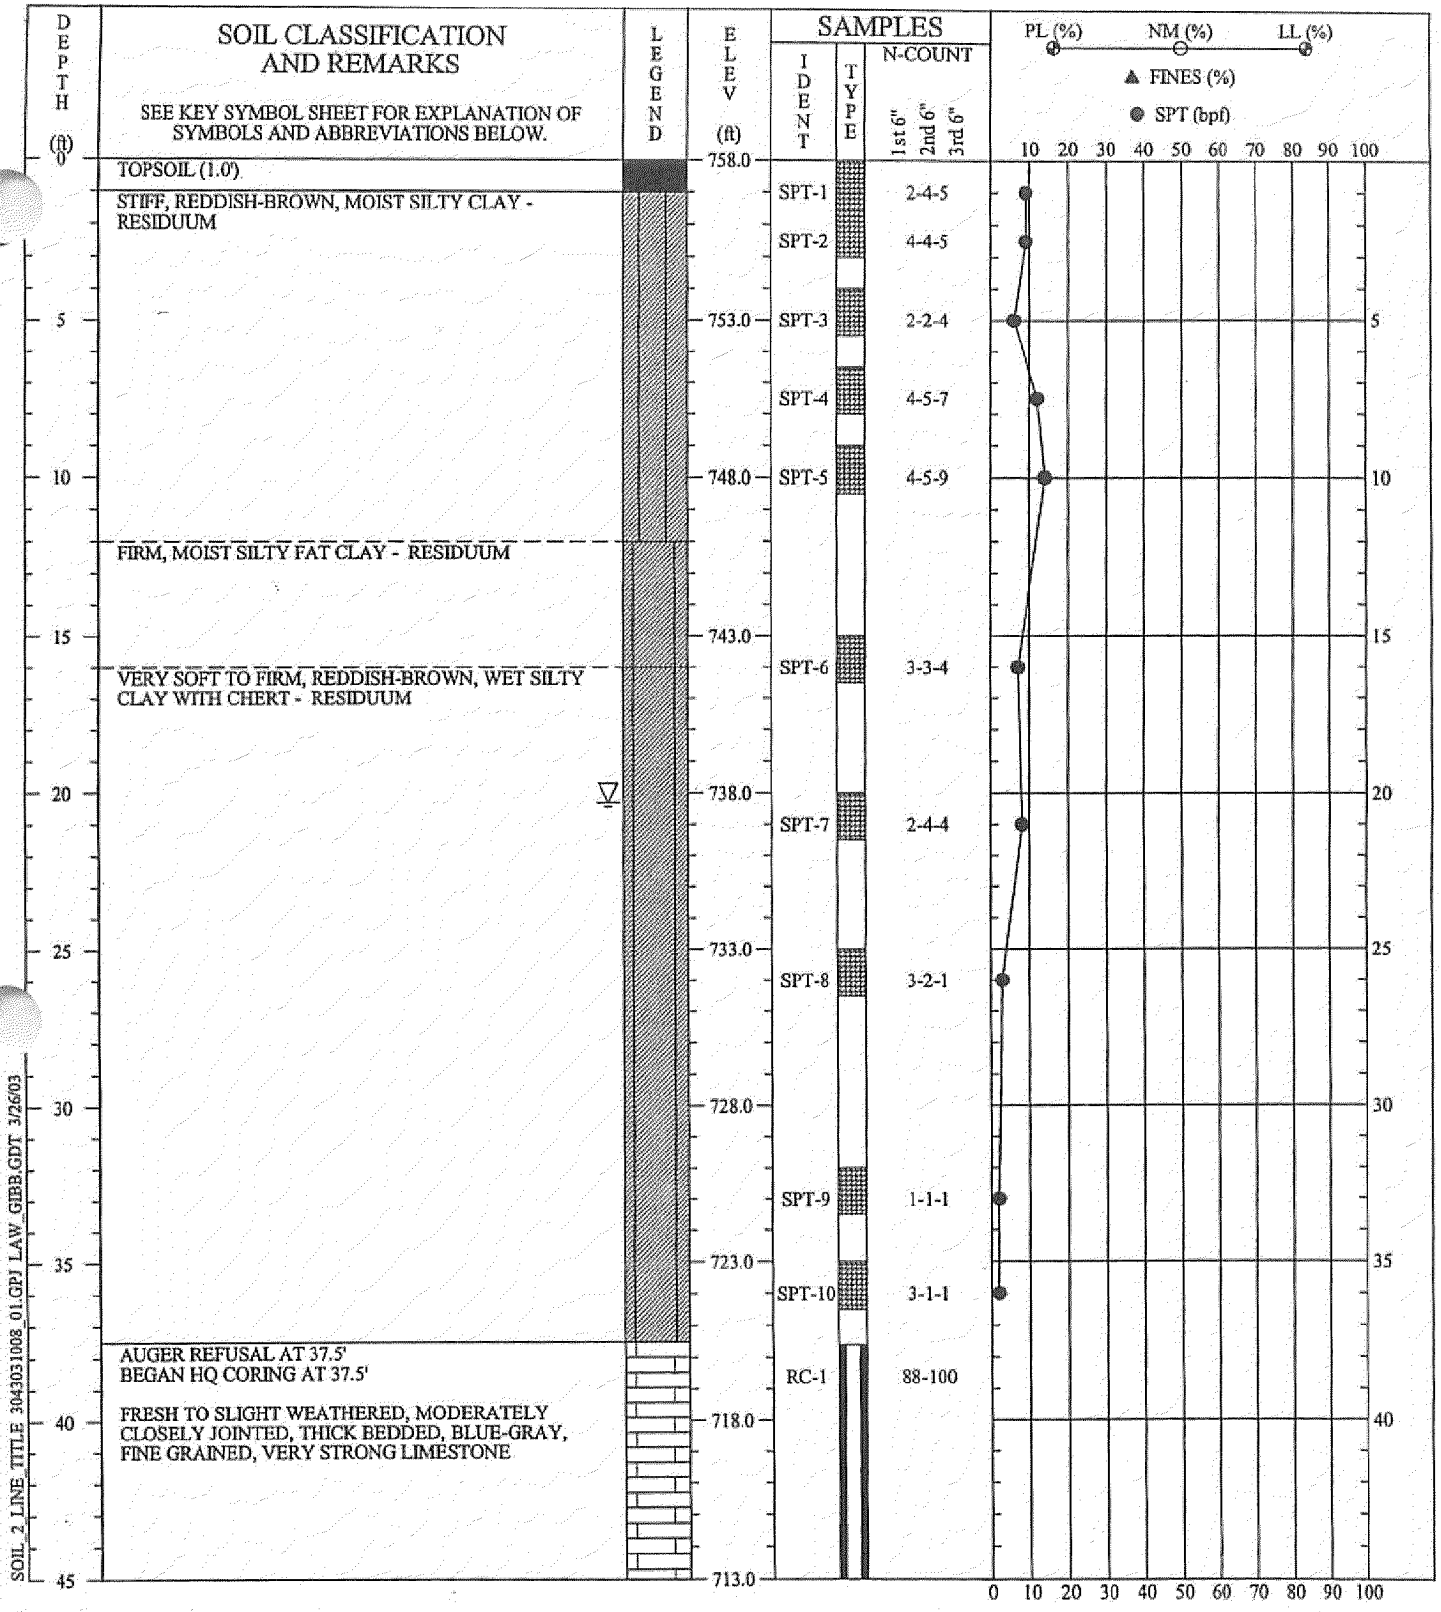 DEPTH
(ft)
SOIL CLASSIFICATION
AND REMARKS
SEE KEY SYMBOL SHEET FOR EXPLANATION OF
SYMBOLS AND ABBREVIATIONS BELOW.
LEGEND
ELEV
(ft)
SAMPLES
IDENT
TYPE
N-COUNT
1st 6"
2nd 6"
3rd 6"
PL (%) NM (%) LL (%)
▲ FINES (%)
● SPT (bpf)
10 20 30 40 50 60 70 80 90 100
0
TOPSOIL (1.0')
758.0
STIFF, REDDISH-BROWN, MOIST SILTY CLAY -
RESIDUUM
SPT-1 2-4-5
SPT-2 4-4-5
5 753.0 SPT-3 2-2-4 5
SPT-4 4-5-7
10 748.0 SPT-5 4-5-9 10
FIRM, MOIST SILTY FAT CLAY - RESIDUUM
15 743.0 15
SPT-6 3-3-4
VERY SOFT TO FIRM, REDDISH-BROWN, WET SILTY
CLAY WITH CHERT - RESIDUUM
20 738.0 20
SPT-7 2-4-4
25 733.0 25
SPT-8 3-2-1
30 728.0 30
SPT-9 1-1-1
35 723.0 35
SPT-10 3-1-1
AUGER REFUSAL AT 37.5'
BEGAN HQ CORING AT 37.5'
RC-1 88-100
FRESH TO SLIGHT WEATHERED, MODERATELY
CLOSELY JOINTED, THICK BEDDED, BLUE-GRAY,
FINE GRAINED, VERY STRONG LIMESTONE
40 718.0 40
45 713.0
0 10 20 30 40 50 60 70 80 90 100
SOIL_2_LINE_TITLE 3043031008_01.GPJ LAW_GIBB.GDT 3/26/03